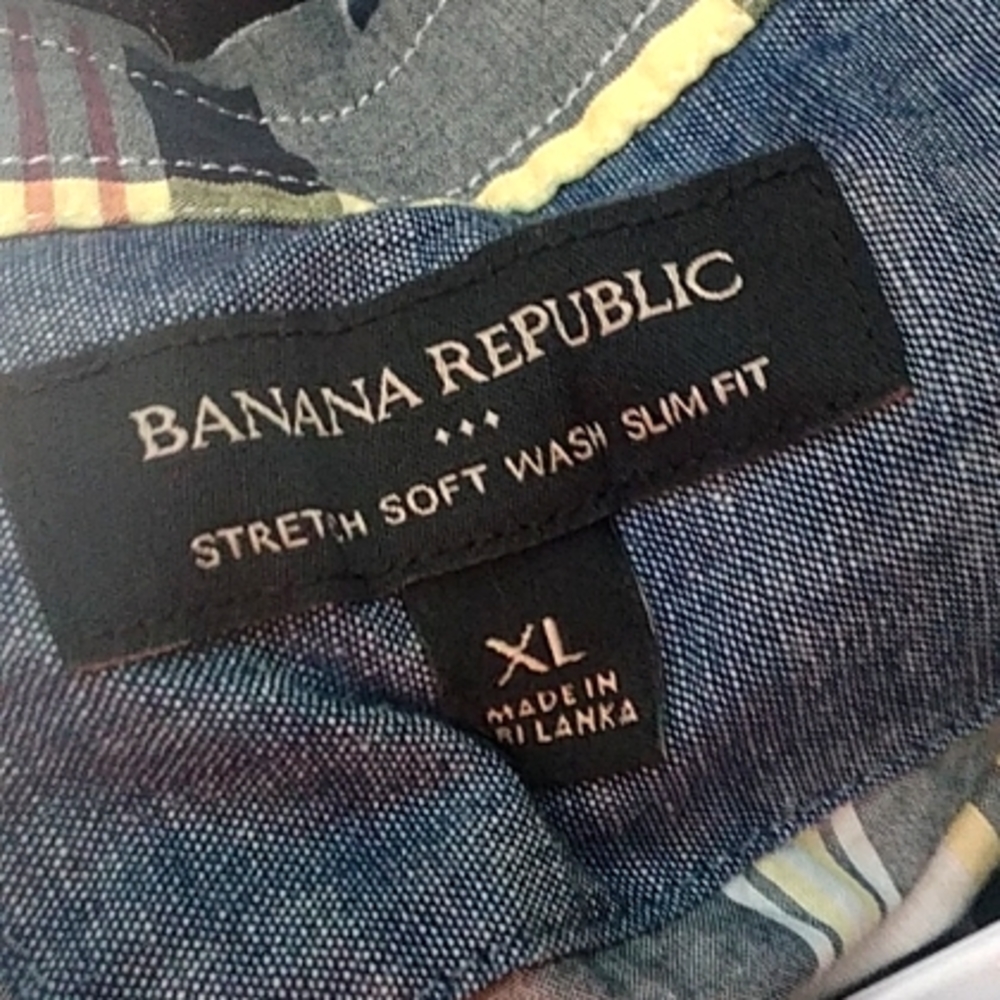 BANANA REPUBLIC
STRETCH SOFT WASH SLIM FIT
XL
MADE IN
RI LANKA